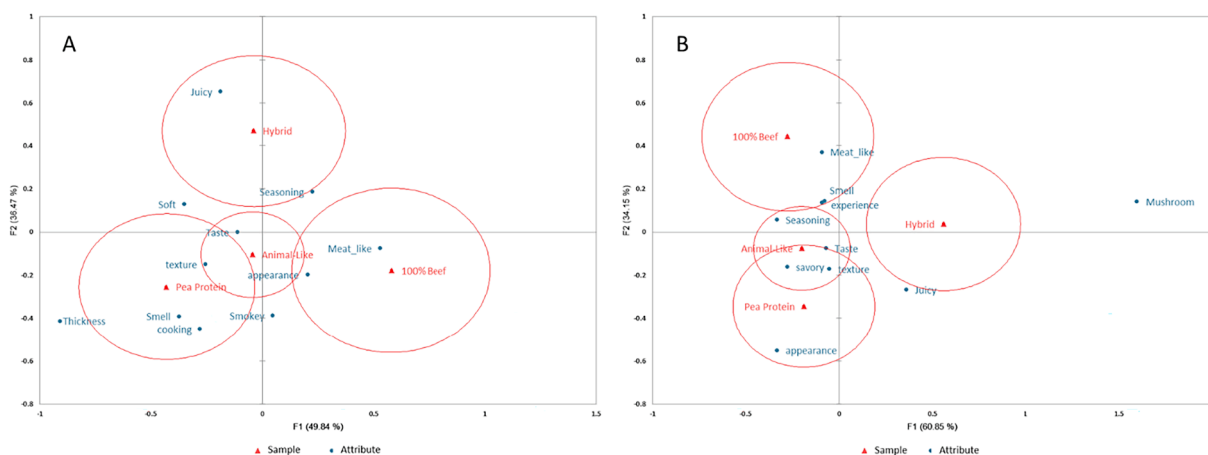 A
1
0.8
0.6
0.4
0.2
0
-0.2
-0.4
-0.6
-0.8
F2 (36.47 %)
Juicy
Hybrid
Seasoning
Soft
Taste
Animal-Like
Meat_like
texture
appearance
100% Beef
Pea Protein
Thickness
Smell
cooking
Smokey
-1
-0.5
0
0.5
1
1.5
F1 (49.84 %)
Sample
Attribute
B
1
0.8
0.6
0.4
0.2
0
-0.2
-0.4
-0.6
-0.8
F2 (34.15 %)
100% Beef
Meat_like
Smell
experience
Mushroom
Seasoning
Hybrid
Animal-Like
Taste
savory
texture
Juicy
Pea Protein
appearance
-1
-0.5
0
0.5
1
1.5
F1 (60.85 %)
Sample
Attribute